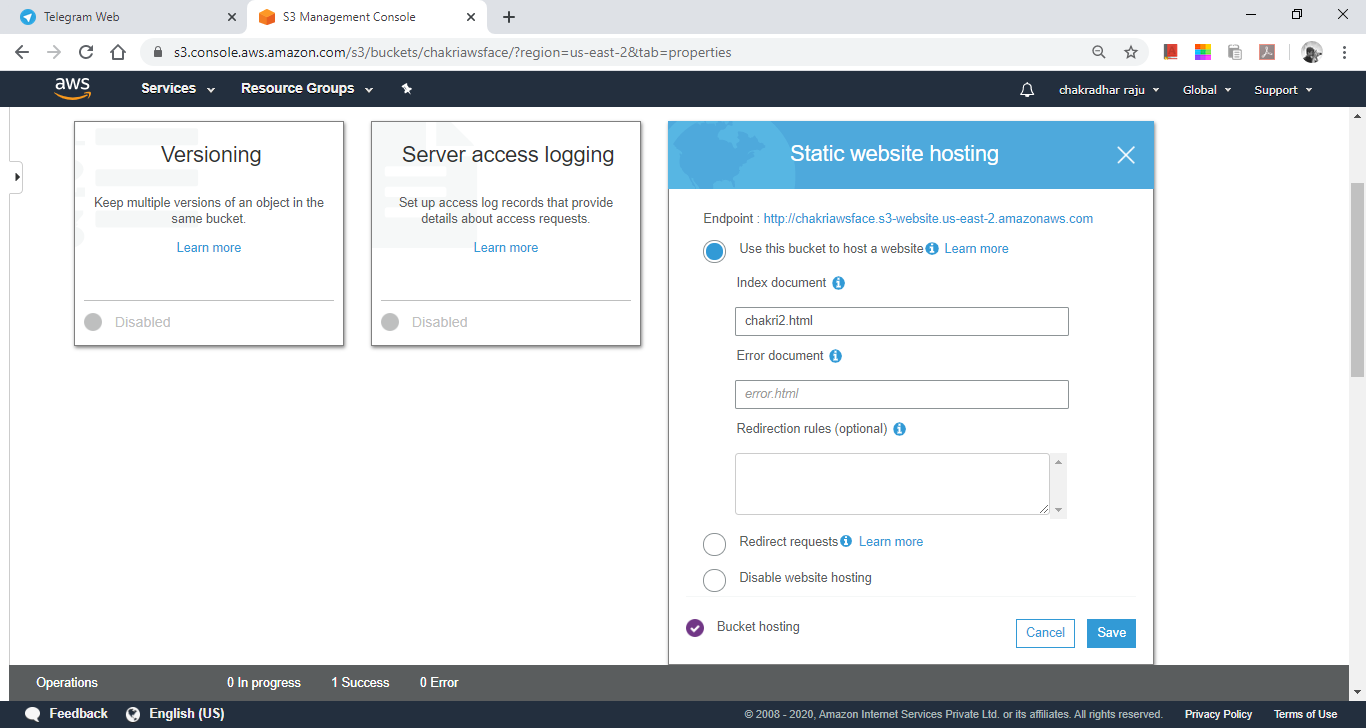 Telegram Web
S3 Management Console
s3.console.aws.amazon.com/s3/buckets/chakriawsface/?region=us-east-2&tab=properties
aws
Services
Resource Groups
chakradhar raju
Global
Support
Versioning
Keep multiple versions of an object in the
same bucket.
Learn more
Disabled
Server access logging
Set up access log records that provide
details about access requests.
Learn more
Disabled
Static website hosting
Endpoint : http://chakriawsface.s3-website.us-east-2.amazonaws.com
Use this bucket to host a website Learn more
Index document
chakri2.html
Error document
error.html
Redirection rules (optional)
Redirect requests Learn more
Disable website hosting
Bucket hosting
Cancel
Save
Operations
0 In progress
1 Success
0 Error
Feedback
English (US)
© 2008 - 2020, Amazon Internet Services Private Ltd. or its affiliates. All rights reserved.
Privacy Policy
Terms of Use